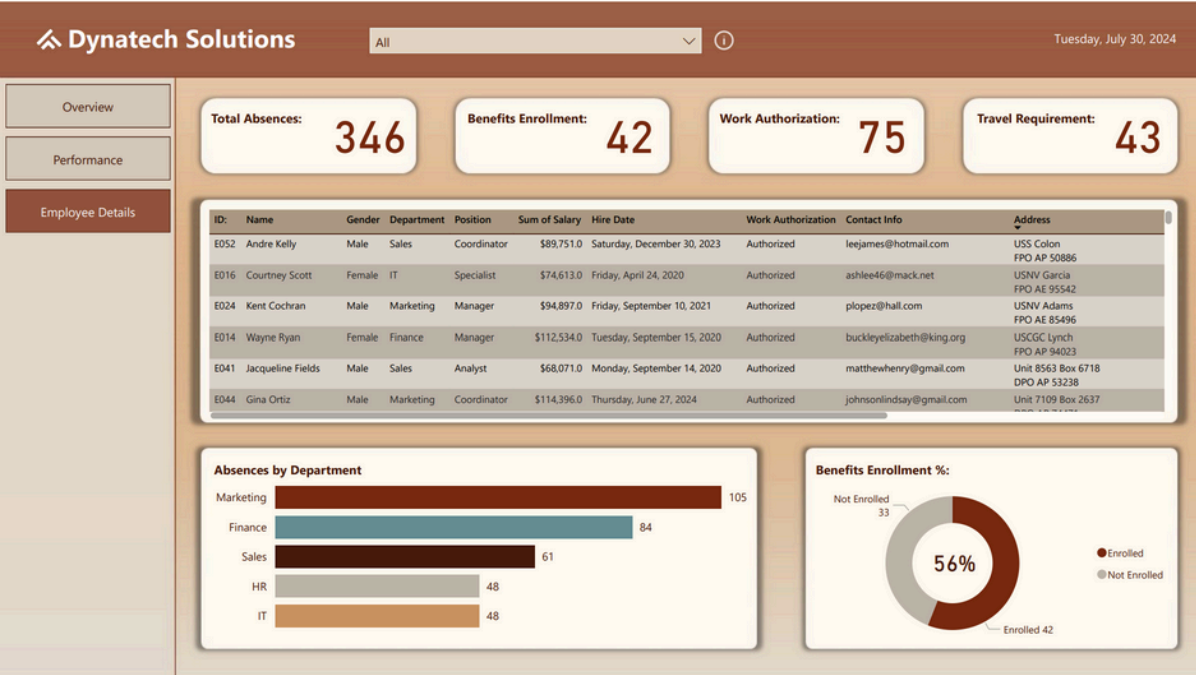 Dynatech Solutions
All
Tuesday, July 30, 2024
Overview
Performance
Employee Details
Total Absences:
346
Benefits Enrollment:
42
Work Authorization:
75
Travel Requirement:
43
ID: Name Gender Department Position Sum of Salary Hire Date Work Authorization Contact Info Address
E052 Andre Kelly Male Sales Coordinator $89,751.0 Saturday, December 30, 2023 Authorized leejames@hotmail.com USS Colon
FPO AP 50886
E016 Courtney Scott Female IT Specialist $74,613.0 Friday, April 24, 2020 Authorized ashlee46@mack.net USNV Garcia
FPO AE 95542
E024 Kent Cochran Male Marketing Manager $94,897.0 Friday, September 10, 2021 Authorized plopez@hall.com USNV Adams
FPO AE 85496
E014 Wayne Ryan Female Finance Manager $112,534.0 Tuesday, September 15, 2020 Authorized buckleyelizabeth@king.org USCGC Lynch
FPO AP 94023
E041 Jacqueline Fields Male Sales Analyst $68,071.0 Monday, September 14, 2020 Authorized matthewhenry@gmail.com Unit 8563 Box 6718
DPO AP 53238
E044 Gina Ortiz Male Marketing Coordinator $114,396.0 Thursday, June 27, 2024 Authorized johnsonlindsay@gmail.com Unit 7109 Box 2637
Absences by Department
Marketing 105
Finance 84
Sales 61
HR 48
IT 48
Benefits Enrollment %:
Not Enrolled
33
56%
Enrolled 42
Enrolled
Not Enrolled